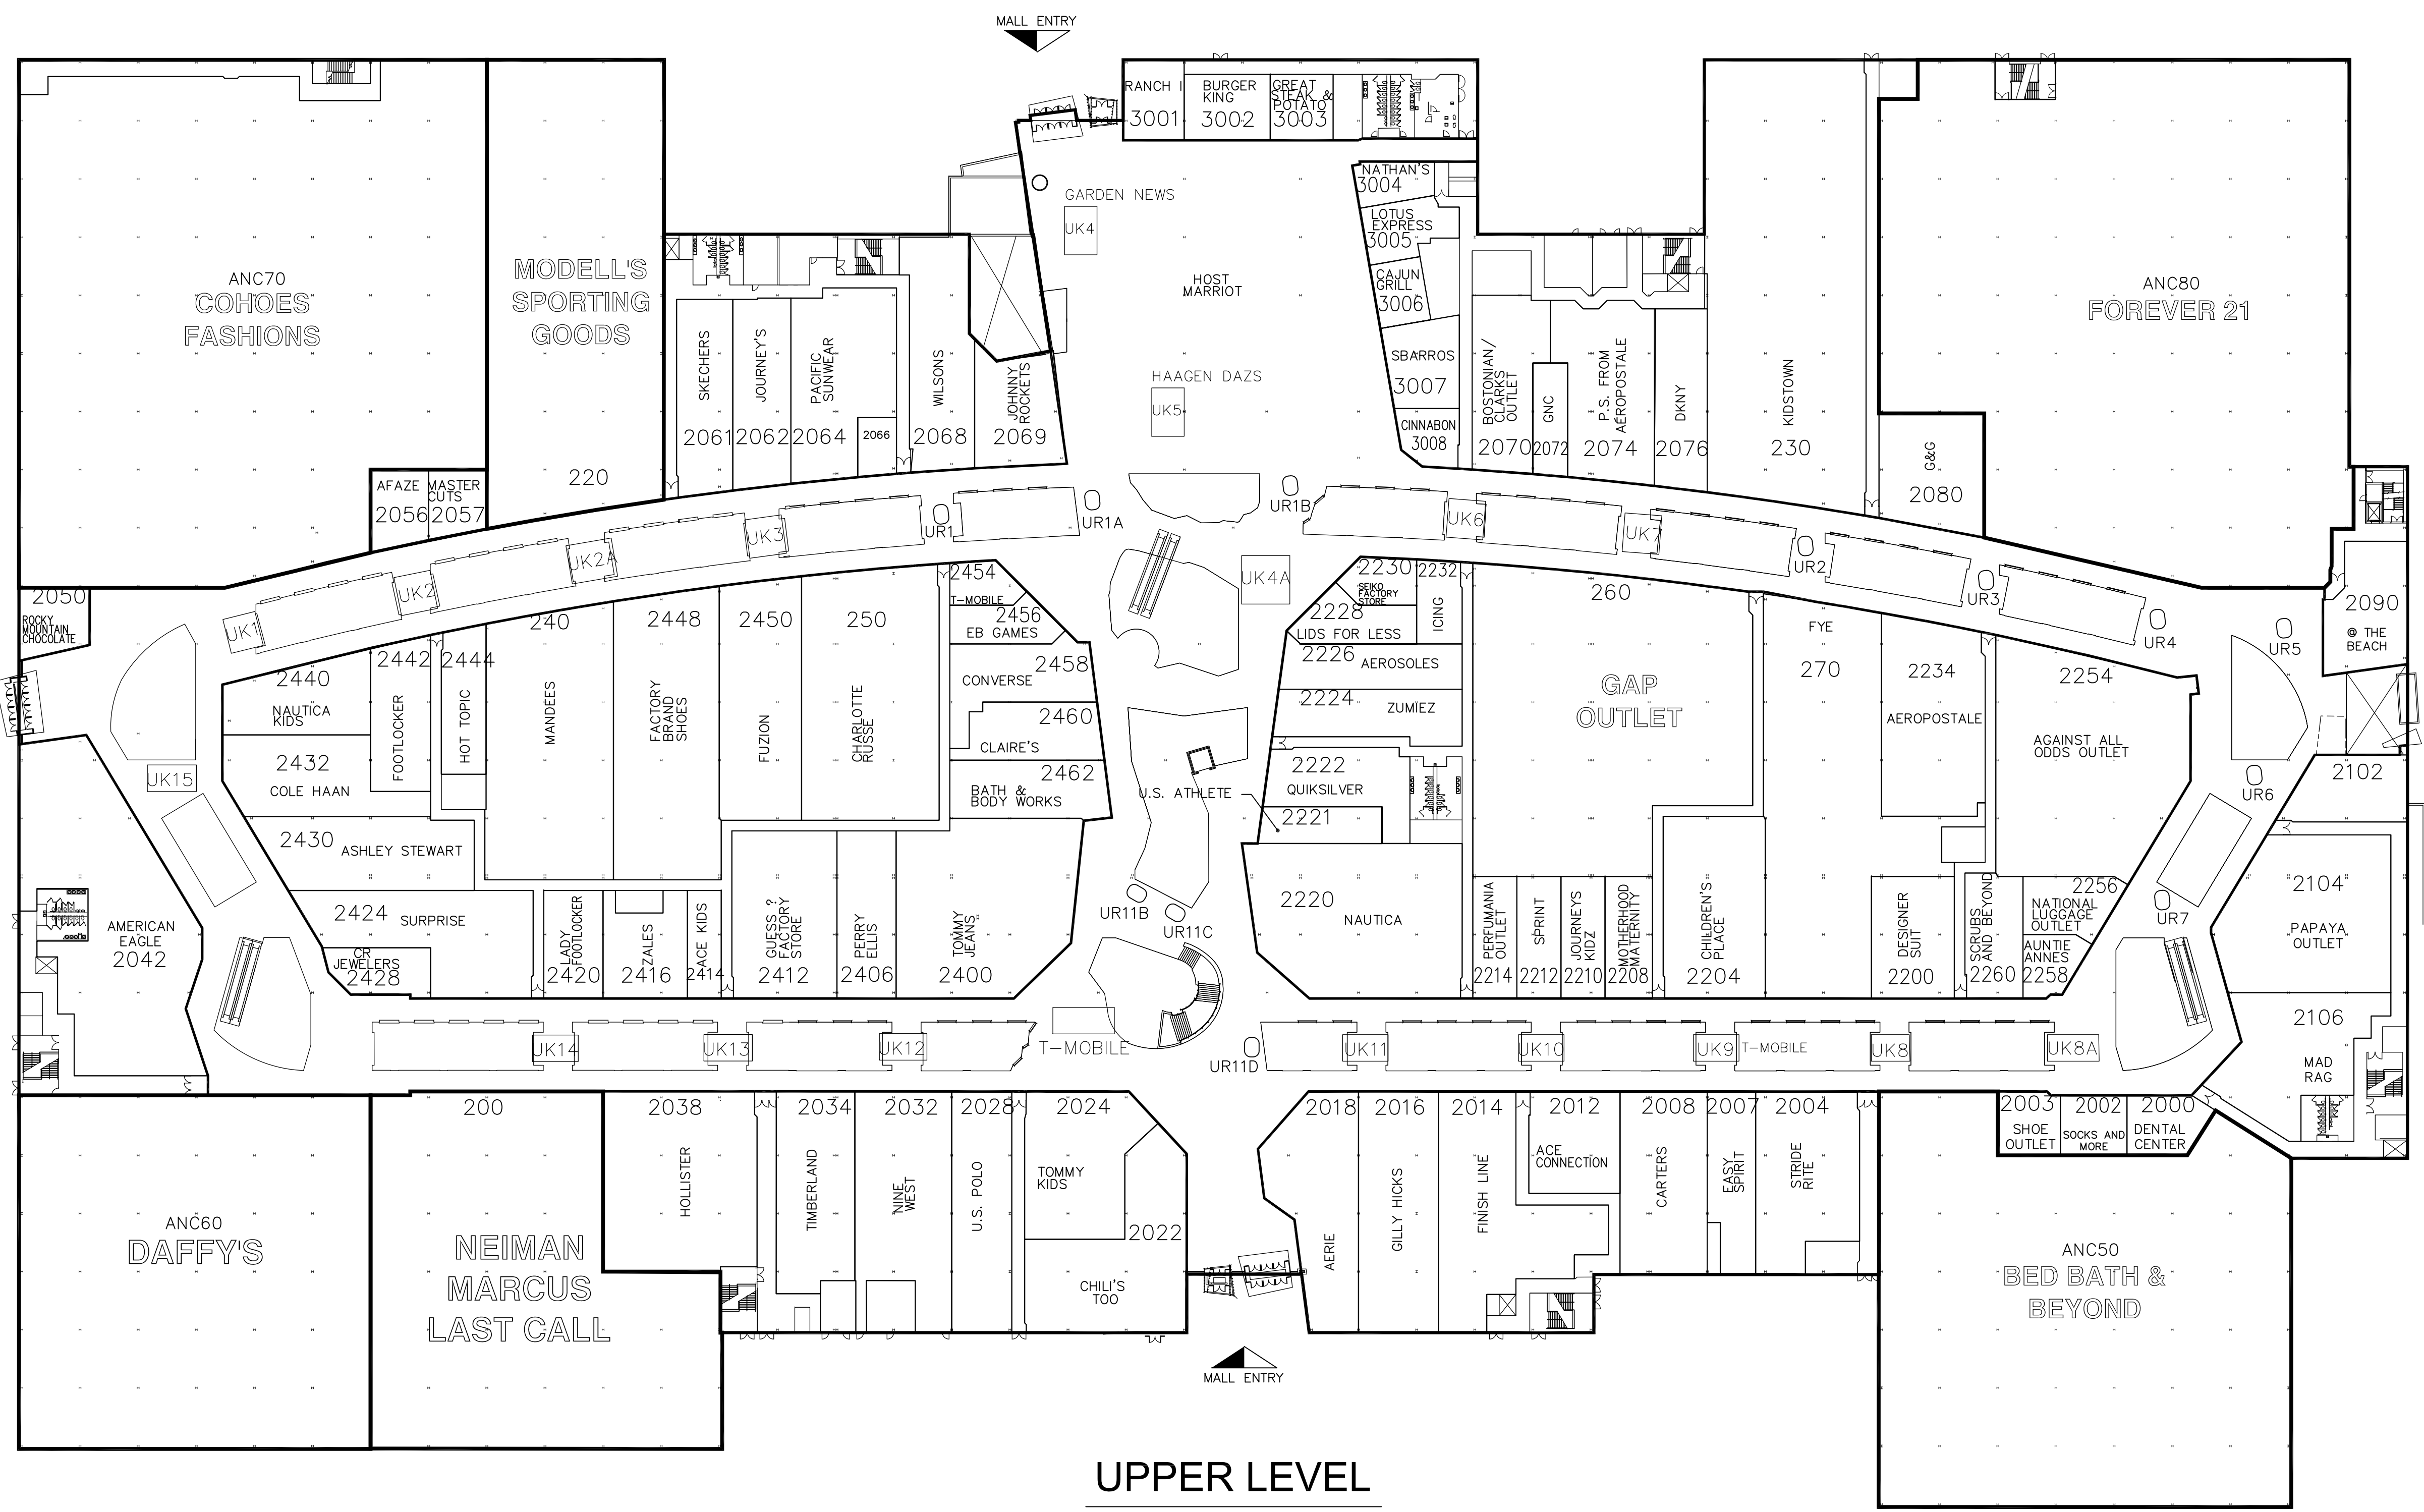 MALL ENTRY
RANCH I
3001
BURGER
KING
3002
GREAT
STEAK &
POTATO
3003
NATHAN'S
3004
LOTUS
EXPRESS
3005
CAJUN
GRILL
3006
SBARROS
3007
CINNABON
3008
GARDEN NEWS
UK4
HOST
MARRIOT
HAAGEN DAZS
UK5
ANC70
COHOES
FASHIONS
MODELL'S
SPORTING
GOODS
220
AFAZE
2056
MASTER
CUTS
2057
SKECHERS
2061
JOURNEY'S
2062
PACIFIC
SUNWEAR
2064
2066
WILSONS
2068
JOHNNY
ROCKETS
2069
BOSTONIAN/
CLARKS
OUTLET
2070
GNC
2072
P.S. FROM
AEROPOSTALE
2074
DKNY
2076
KIDSTOWN
230
G&G
2080
ANC80
FOREVER 21
UK1
UK2
UK2A
UK3
UR1
UR1A
UR1B
UK4A
UK6
UK7
UR2
UR3
UR4
UR5
2050
ROCKY
MOUNTAIN
CHOCOLATE
2090
@ THE
BEACH
2440
NAUTICA
KIDS
2442
FOOTLOCKER
2444
HOT TOPIC
240
MANDEES
2448
FACTORY
BRAND
SHOES
2450
FUZION
250
CHARLOTTE
RUSSE
2454
T-MOBILE
2456
EB GAMES
2458
CONVERSE
2460
CLAIRE'S
2462
BATH &
BODY WORKS
2230
SEIKO
FACTORY
STORE
2232
ICING
2228
LIDS FOR LESS
2226
AEROSOLES
2224
ZUMIEZ
2222
QUIKSILVER
U.S. ATHLETE
2221
260
GAP
OUTLET
FYE
270
2234
AEROPOSTALE
2254
AGAINST ALL
ODDS OUTLET
UK15
2432
COLE HAAN
2430
ASHLEY STEWART
2424
SURPRISE
CR
JEWELERS
2428
LADY
FOOTLOCKER
2420
ZALES
2416
ACE KIDS
2414
GUESS ?
FACTORY
STORE
2412
PERRY
ELLIS
2406
TOMMY
JEANS
2400
UR11B
UR11C
2220
NAUTICA
PERFUMANIA
OUTLET
2214
SPRINT
2212
JOURNEYS
KIDZ
2210
MOTHERHOOD
MATERNITY
2208
CHILDREN'S
PLACE
2204
DESIGNER
SUIT
2200
SCRUBS
AND BEYOND
2260
2256
NATIONAL
LUGGAGE
OUTLET
AUNTIE
ANNES
2258
UR6
UR7
2102
2104
PAPAYA
OUTLET
2106
MAD
RAG
AMERICAN
EAGLE
2042
UK14
UK13
UK12
T-MOBILE
UR11D
UK11
UK10
UK9
T-MOBILE
UK8
UK8A
ANC60
DAFFY'S
200
NEIMAN
MARCUS
LAST CALL
2038
HOLLISTER
2034
TIMBERLAND
2032
NINE
WEST
2028
U.S. POLO
2024
TOMMY
KIDS
2022
CHILI'S
TOO
2018
AERIE
2016
GILLY HICKS
2014
FINISH LINE
2012
ACE
CONNECTION
2008
CARTERS
2007
EASY
SPIRIT
2004
STRIDE
RITE
2003
SHOE
OUTLET
2002
SOCKS AND
MORE
2000
DENTAL
CENTER
ANC50
BED BATH &
BEYOND
MALL ENTRY
UPPER LEVEL